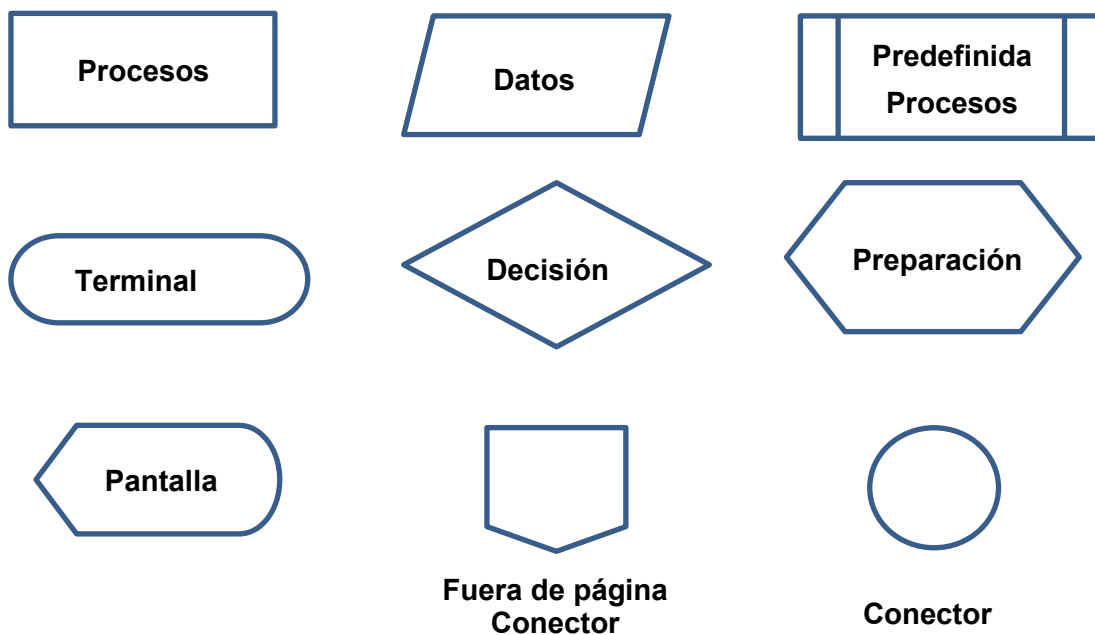 Procesos
Datos
Predefinida
Procesos
Terminal
Decisión
Preparación
Pantalla
Fuera de página
Conector
Conector